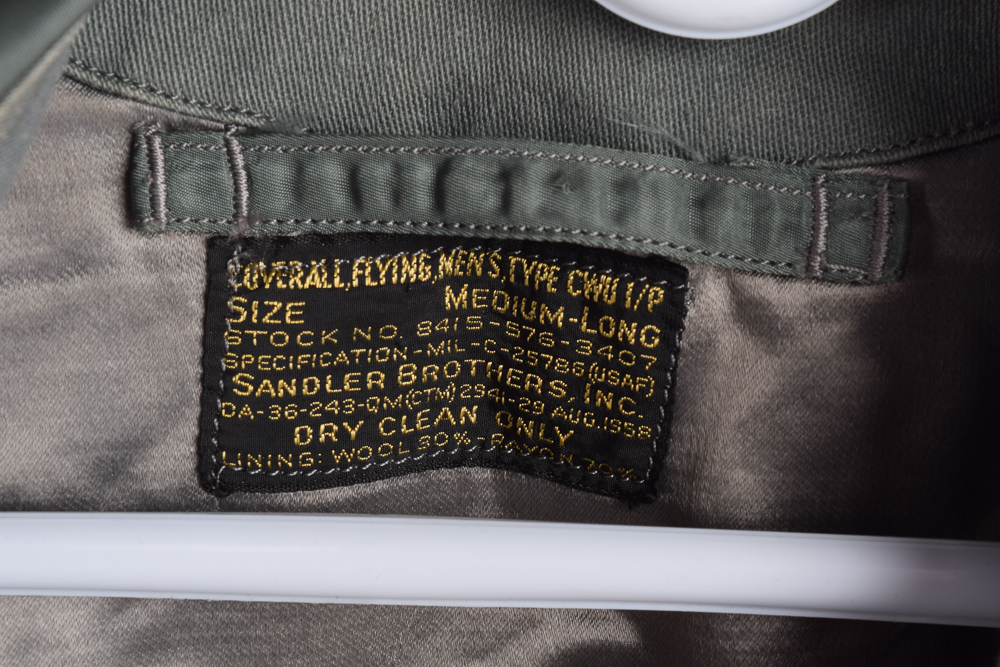 COVERALL, FLYING, MEN'S, TYPE CWU 1/P
SIZE MEDIUM-LONG
STOCK NO. 8415-576-3407
SPECIFICATION-MIL-C-25786 (USAF)
SANDLER BROTHERS, INC.
DA-36-243-QM(CTM) 2841-29 AUG. 1958
DRY CLEAN ONLY
LINING: WOOL 30%-RAYON 70%